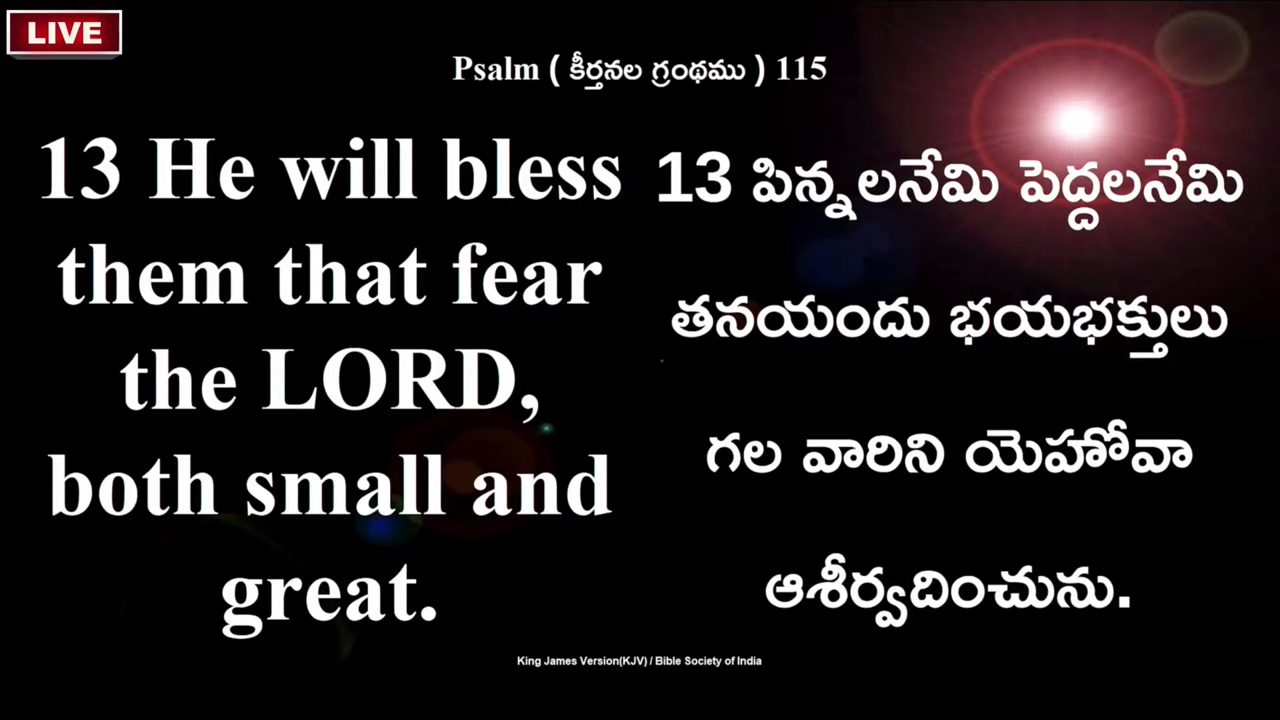 LIVE
Psalm ( కీర్తనల గ్రంథము ) 115
13 He will bless
them that fear
the LORD,
both small and
great.
13 పిన్నలనేమి పెద్దలనేమి
తనయందు భయభక్తులు
గల వారిని యెహోవా
ఆశీర్వదించును.
King James Version(KJV) / Bible Society of India